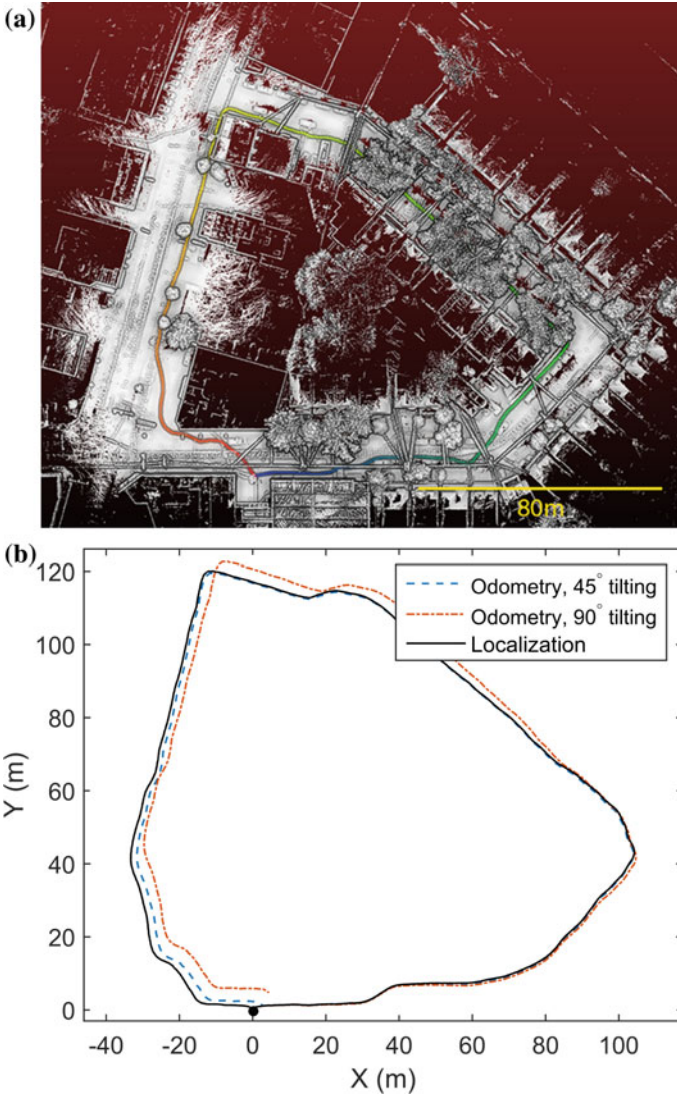 (a)
80m
(b)
Odometry, 45° tilting
Odometry, 90° tilting
Localization
120
100
80
60
40
20
0
Y (m)
-40 -20 0 20 40 60 80 100
X (m)